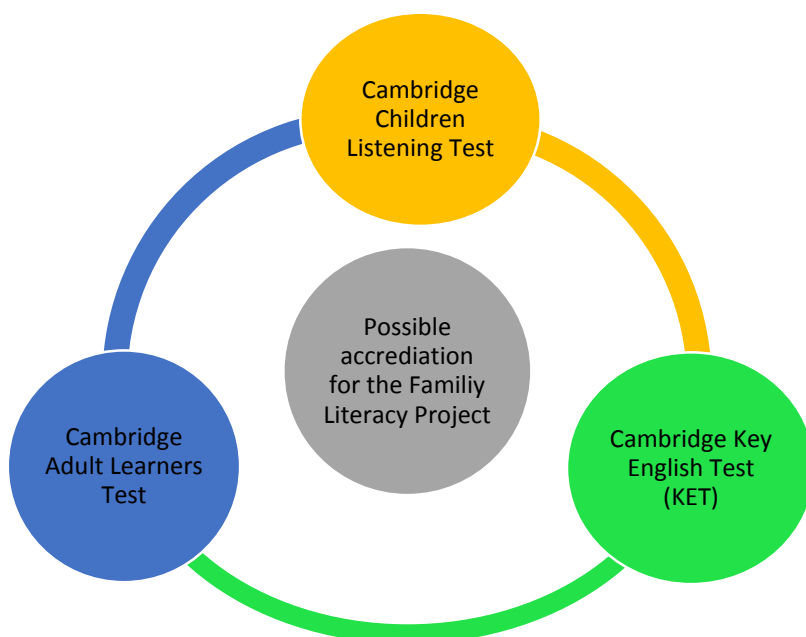 Cambridge
Children
Listening Test
Possible
accrediation
for the Familiy
Literacy Project
Cambridge
Adult Learners
Test
Cambridge Key
English Test
(KET)